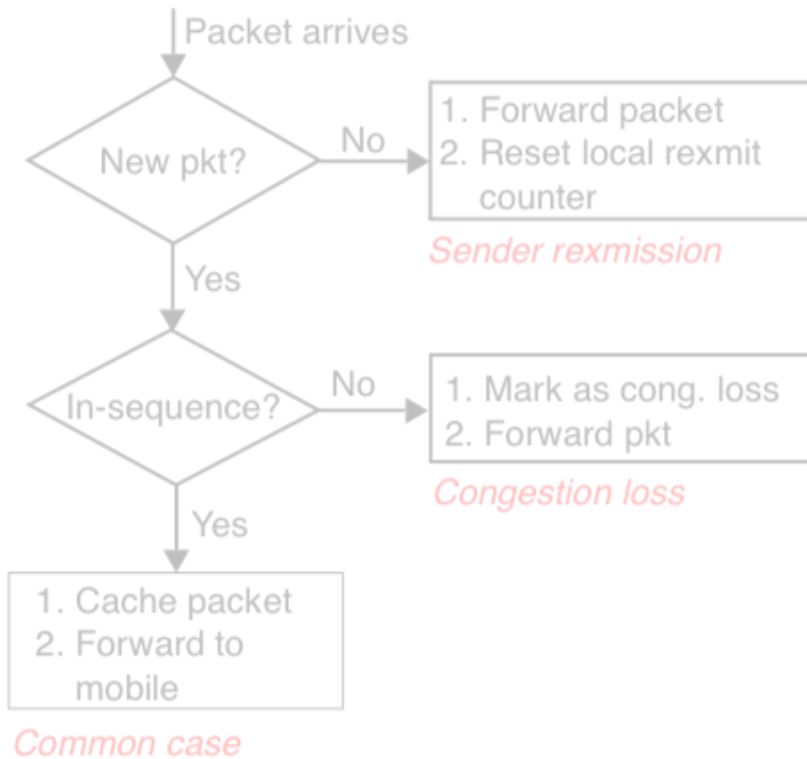 Packet arrives
New pkt?
No
1. Forward packet
2. Reset local rexmit
counter
Sender rexmission
Yes
In-sequence?
No
1. Mark as cong. loss
2. Forward pkt
Congestion loss
Yes
1. Cache packet
2. Forward to
mobile
Common case